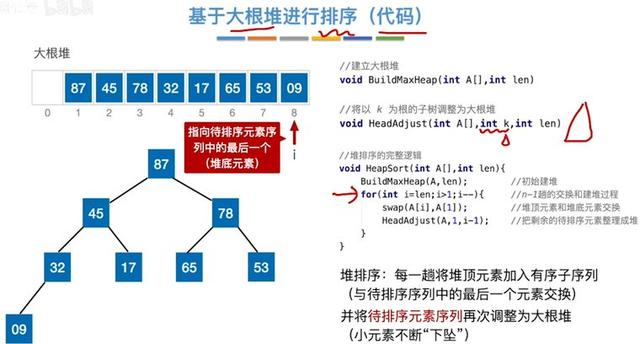 基于大根堆进行排序（代码）
大根堆
87 45 78 32 17 65 53 09
0 1 2 3 4 5 6 7 8
指向待排序元素序
列中的最后一个
（堆底元素）
i
87
45 78
32 17 65 53
09
//建立大根堆
void BuildMaxHeap(int A[],int len)
//将以 k 为根的子树调整为大根堆
void HeadAdjust(int A[],int k,int len)
//堆排序的完整逻辑
void HeapSort(int A[],int len){
BuildMaxHeap(A,len); //初始建堆
for(int i=len;i>1;i--){ //n-1趟的交换和建堆过程
swap(A[i],A[1]); //堆顶元素和堆底元素交换
HeadAdjust(A,1,i-1); //把剩余的待排序元素整理成堆
}
}
堆排序：每一趟将堆顶元素加入有序子序列
（与待排序序列中的最后一个元素交换）
并将待排序元素序列再次调整为大根堆
（小元素不断“下坠”）